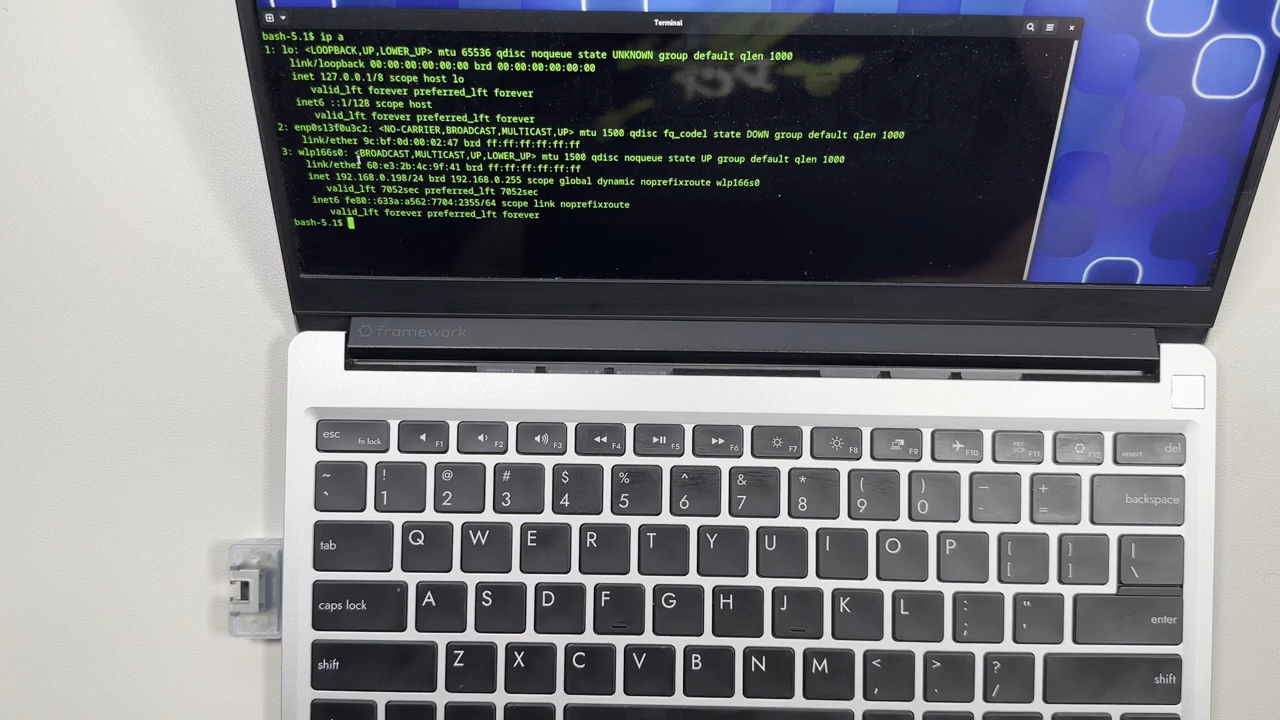 Terminal
bash-5.1$ ip a
1: lo: <LOOPBACK,UP,LOWER_UP> mtu 65536 qdisc noqueue state UNKNOWN group default qlen 1000
link/loopback 00:00:00:00:00:00 brd 00:00:00:00:00:00
inet 127.0.0.1/8 scope host lo
valid_lft forever preferred_lft forever
inet6 ::1/128 scope host
valid_lft forever preferred_lft forever
2: enp0s13f0u3c2: <NO-CARRIER,BROADCAST,MULTICAST,UP> mtu 1500 qdisc fq_codel state DOWN group default qlen 1000
link/ether 9c:bf:0d:00:02:47 brd ff:ff:ff:ff:ff:ff
3: wlp166s0: <BROADCAST,MULTICAST,UP,LOWER_UP> mtu 1500 qdisc noqueue state UP group default qlen 1000
link/ether 60:e3:2b:4c:9f:41 brd ff:ff:ff:ff:ff:ff
inet 192.168.0.198/24 brd 192.168.0.255 scope global dynamic noprefixroute wlp166s0
valid_lft 7052sec preferred_lft 7052sec
inet6 fe80::633a:a562:7704:2355/64 scope link noprefixroute
valid_lft forever preferred_lft forever
bash-5.1$
framework
esc fn lock F1 F2 F3 F4 F5 F6 F7 F8 F9 F10 PRT SCR F11 F12 insert del
~ ! @ # $ % ^ & * ( ) — +
` 1 2 3 4 5 6 7 8 9 0 - = backspace
tab Q W E R T Y U I O P { [ } ] | \
caps lock A S D F G H J K L : ; " ' enter
shift Z X C V B N M < , > . ? / shift